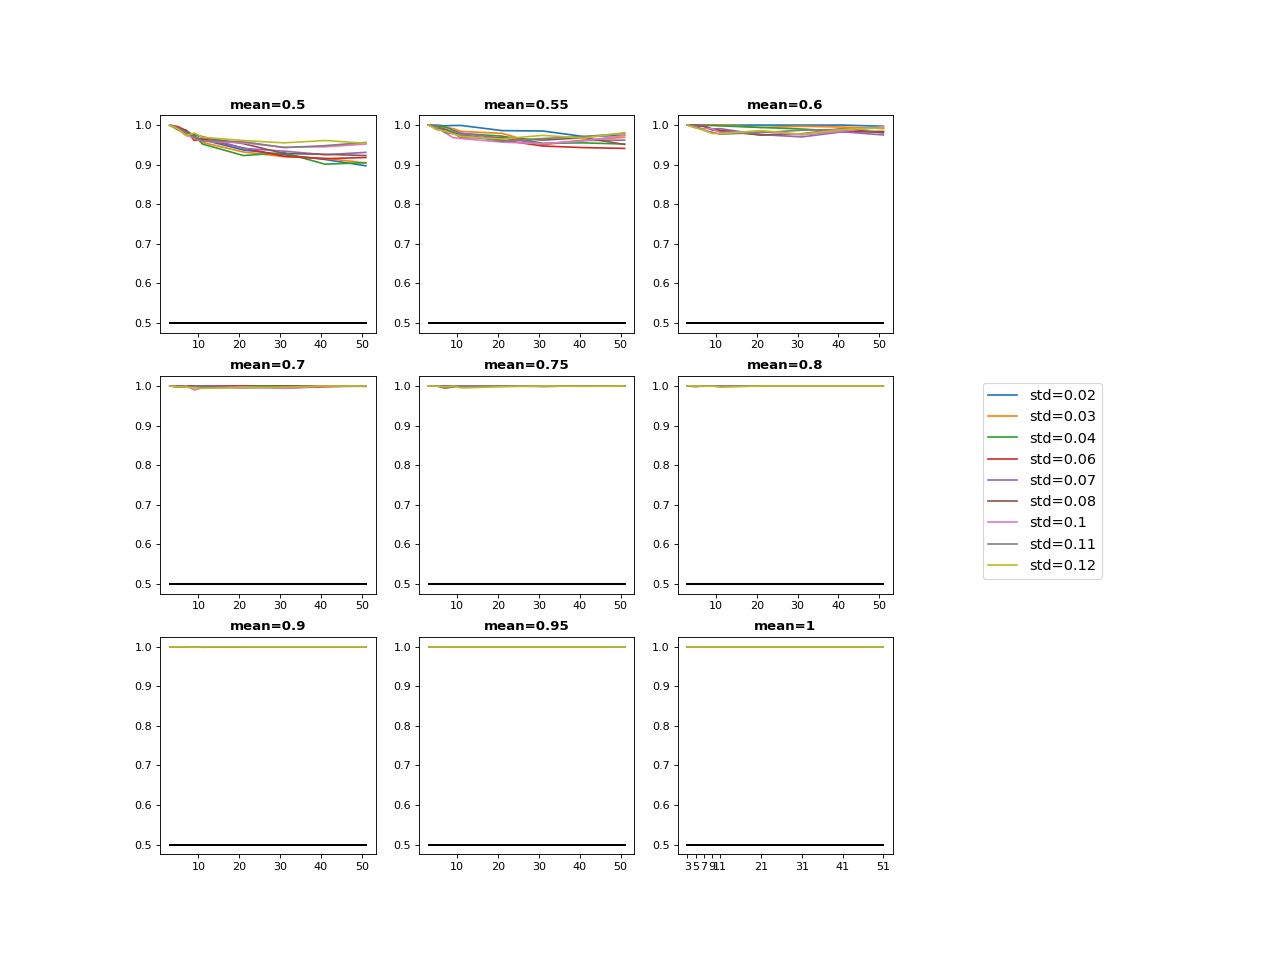 mean=0.5 mean=0.55 mean=0.6
1.0 1.0 1.0
0.9 0.9 0.9
0.8 0.8 0.8
0.7 0.7 0.7
0.6 0.6 0.6
0.5 0.5 0.5
10 20 30 40 50 10 20 30 40 50 10 20 30 40 50
mean=0.7 mean=0.75 mean=0.8
1.0 1.0 1.0
0.9 0.9 0.9
0.8 0.8 0.8
0.7 0.7 0.7
0.6 0.6 0.6
0.5 0.5 0.5
10 20 30 40 50 10 20 30 40 50 10 20 30 40 50
std=0.02
std=0.03
std=0.04
std=0.06
std=0.07
std=0.08
std=0.1
std=0.11
std=0.12
mean=0.9 mean=0.95 mean=1
1.0 1.0 1.0
0.9 0.9 0.9
0.8 0.8 0.8
0.7 0.7 0.7
0.6 0.6 0.6
0.5 0.5 0.5
10 20 30 40 50 10 20 30 40 50 3 5 7 9 11 21 31 41 51